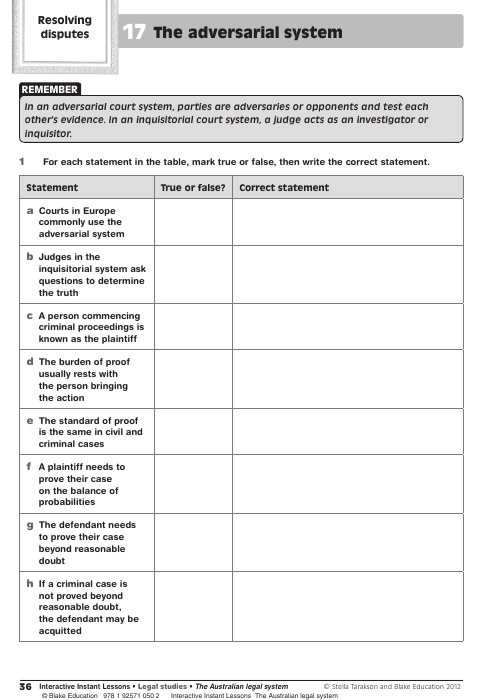 Resolving
disputes
17 The adversarial system
REMEMBER
In an adversarial court system, parties are adversaries or opponents and test each
other's evidence. In an inquisitorial court system, a judge acts as an investigator or
inquisitor.
1 For each statement in the table, mark true or false, then write the correct statement.
Statement True or false? Correct statement
a Courts in Europe
commonly use the
adversarial system
b Judges in the
inquisitorial system ask
questions to determine
the truth
c A person commencing
criminal proceedings is
known as the plaintiff
d The burden of proof
usually rests with
the person bringing
the action
e The standard of proof
is the same in civil and
criminal cases
f A plaintiff needs to
prove their case
on the balance of
probabilities
g The defendant needs
to prove their case
beyond reasonable
doubt
h If a criminal case is
not proved beyond
reasonable doubt,
the defendant may be
acquitted
36 Interactive Instant Lessons • Legal studies • The Australian legal system © Stella Tarakson and Blake Education 2012
© Blake Education 978 1 92571 050 2 Interactive Instant Lessons The Australian legal system